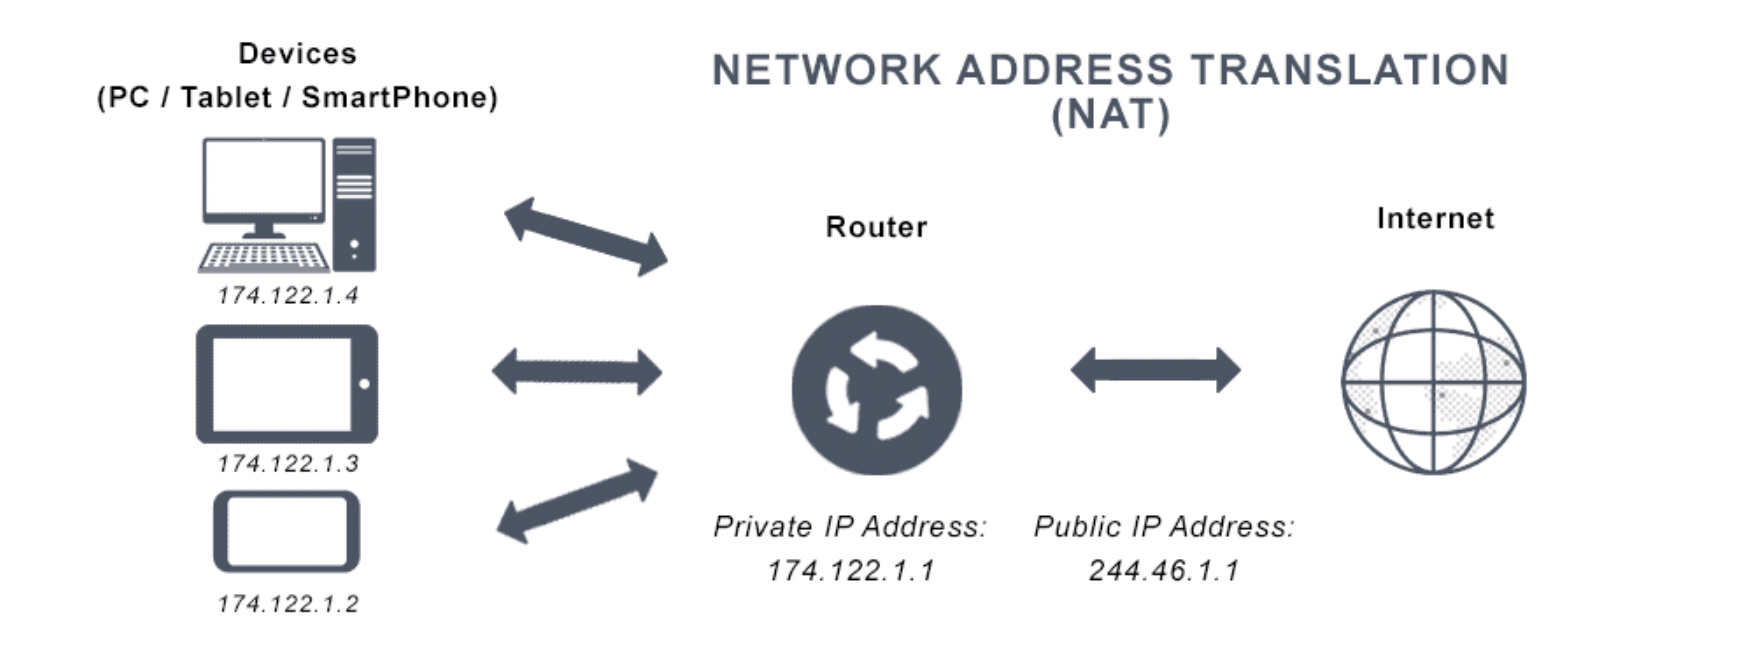 Devices
(PC / Tablet / SmartPhone)
NETWORK ADDRESS TRANSLATION
(NAT)
174.122.1.4
174.122.1.3
174.122.1.2
Router
Private IP Address:
174.122.1.1
Public IP Address:
244.46.1.1
Internet